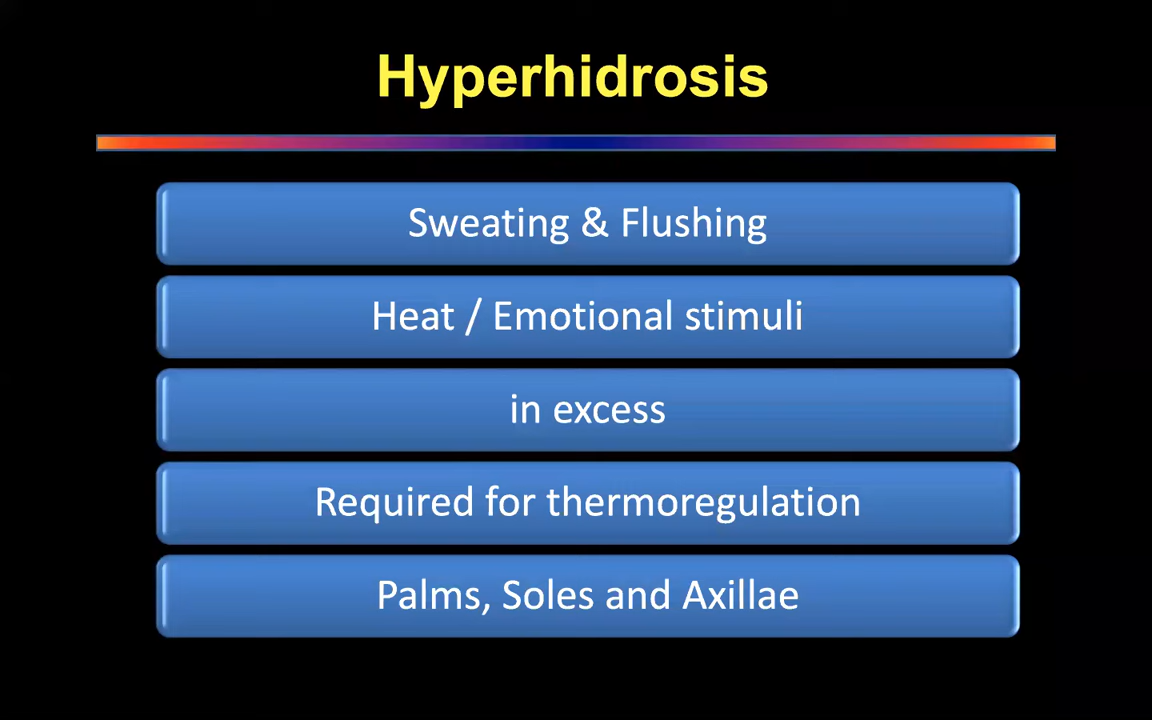 Hyperhidrosis
Sweating & Flushing
Heat / Emotional stimuli
in excess
Required for thermoregulation
Palms, Soles and Axillae